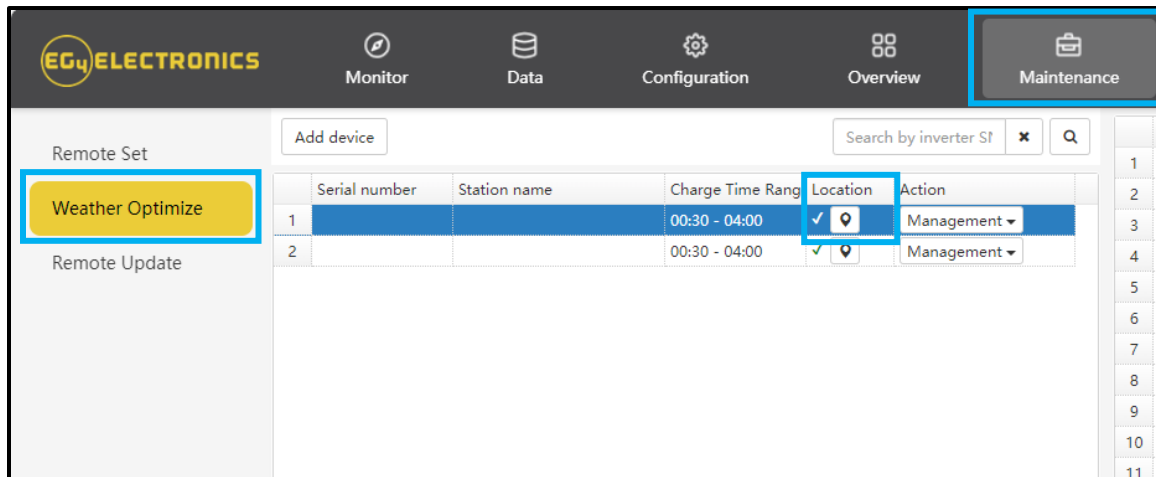 EG4 ELECTRONICS
Monitor
Data
Configuration
Overview
Maintenance
Remote Set
Weather Optimize
Remote Update
Add device
Search by inverter SN
Serial number Station name Charge Time Rang Location Action
1 00:30 - 04:00 Management
2 00:30 - 04:00 Management
1
2
3
4
5
6
7
8
9
10
11